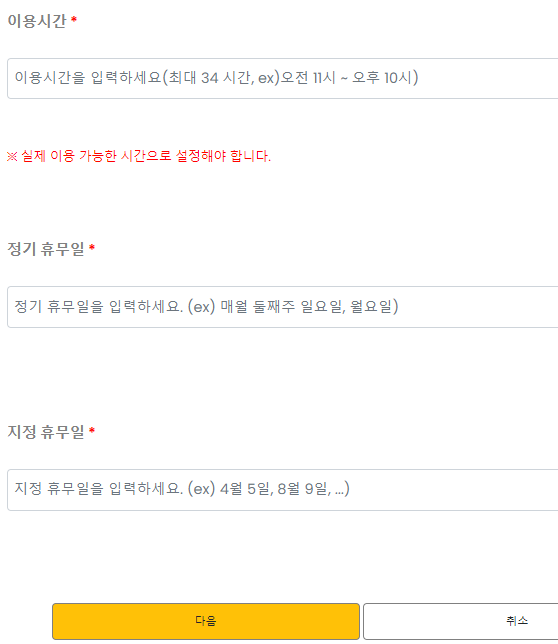 이용시간 *
이용시간을 입력하세요(최대 34 시간, ex)오전 11시 ~ 오후 10시)
※ 실제 이용 가능한 시간으로 설정해야 합니다.
정기 휴무일 *
정기 휴무일을 입력하세요. (ex) 매월 둘째주 일요일, 월요일)
지정 휴무일 *
지정 휴무일을 입력하세요. (ex) 4월 5일, 8월 9일, ...)
다음 취소